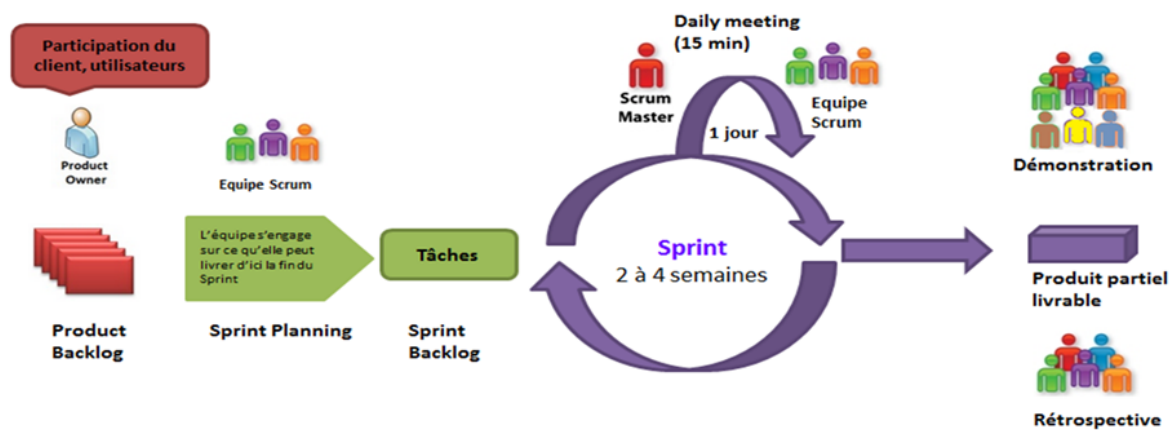 Participation du
client, utilisateurs
Product
Owner
Product
Backlog
Equipe Scrum
L'équipe s'engage
sur ce qu'elle peut
livrer d'ici la fin du
Sprint
Sprint Planning
Tâches
Sprint
Backlog
Daily meeting
(15 min)
Scrum
Master
1 jour
Equipe
Scrum
Sprint
2 à 4 semaines
Démonstration
Produit partiel
livrable
Rétrospective